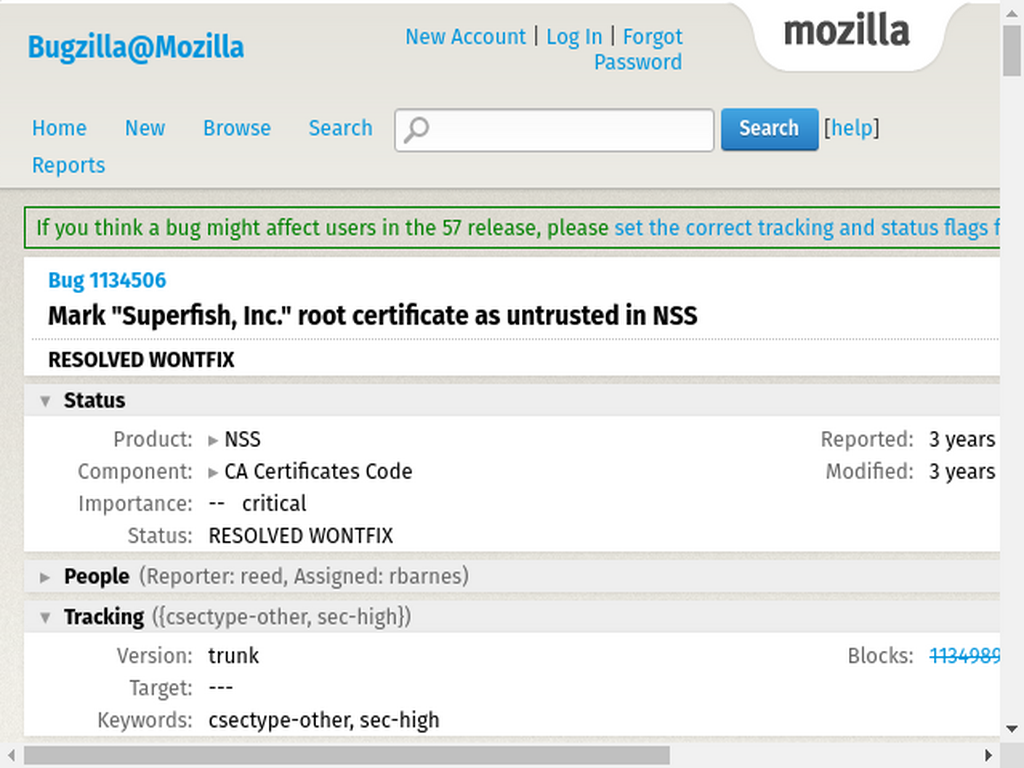 Bugzilla@Mozilla
New Account | Log In | Forgot
Password
mozilla
Home New Browse Search Search [help]
Reports
If you think a bug might affect users in the 57 release, please set the correct tracking and status flags f
Bug 1134506
Mark "Superfish, Inc." root certificate as untrusted in NSS
RESOLVED WONTFIX
▼ Status
Product: ▶ NSS Reported: 3 years
Component: ▶ CA Certificates Code Modified: 3 years
Importance: -- critical
Status: RESOLVED WONTFIX
▶ People (Reporter: reed, Assigned: rbarnes)
▼ Tracking ({csectype-other, sec-high})
Version: trunk Blocks: 1134989
Target: ---
Keywords: csectype-other, sec-high